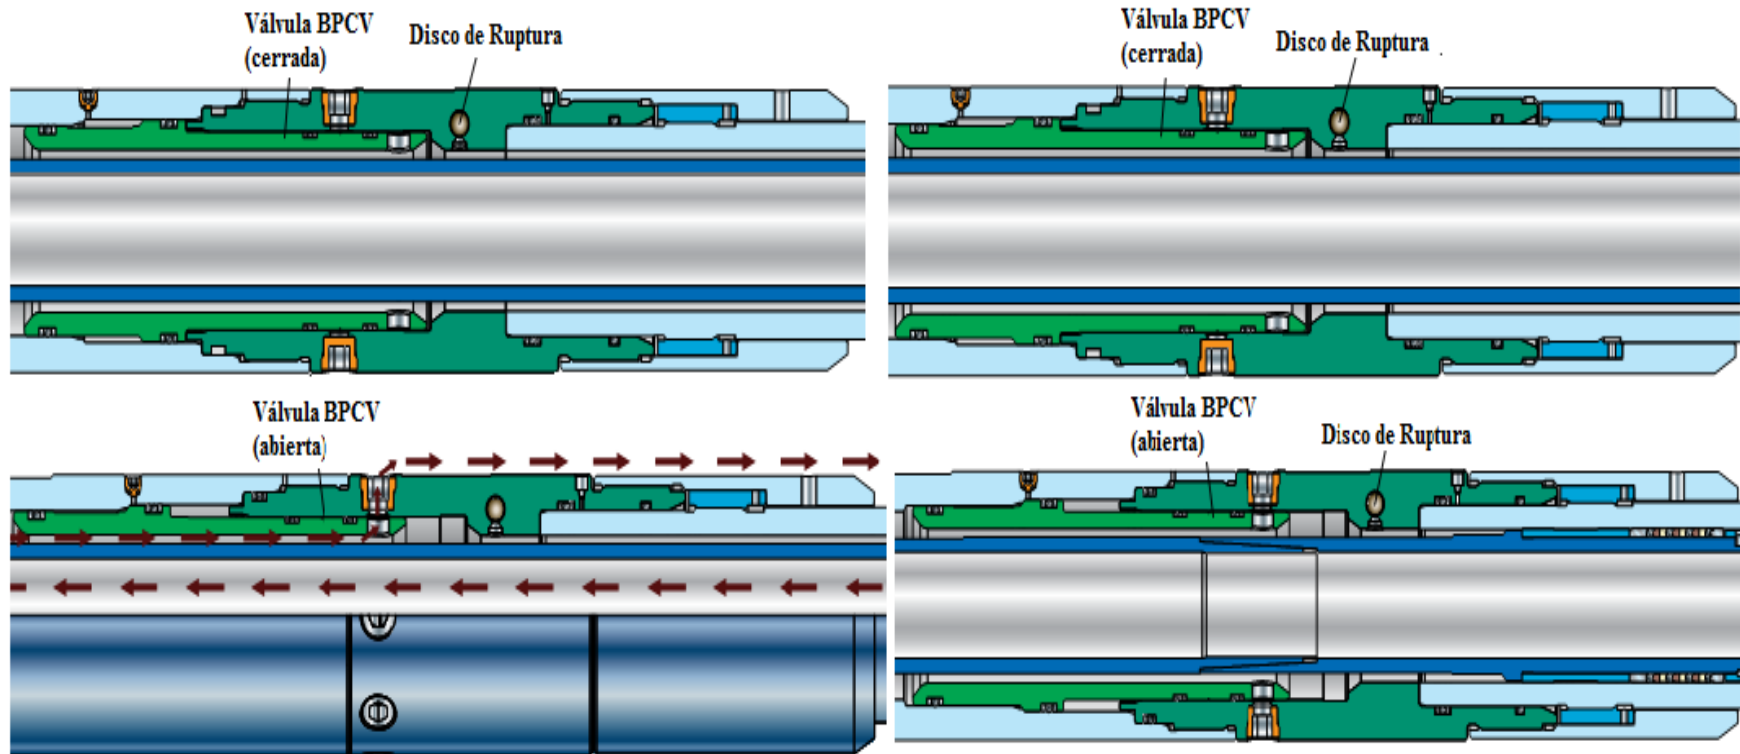 Válvula BPCV
(cerrada)
Disco de Ruptura
Válvula BPCV
(cerrada)
Disco de Ruptura
Válvula BPCV
(abierta)
Válvula BPCV
(abierta)
Disco de Ruptura